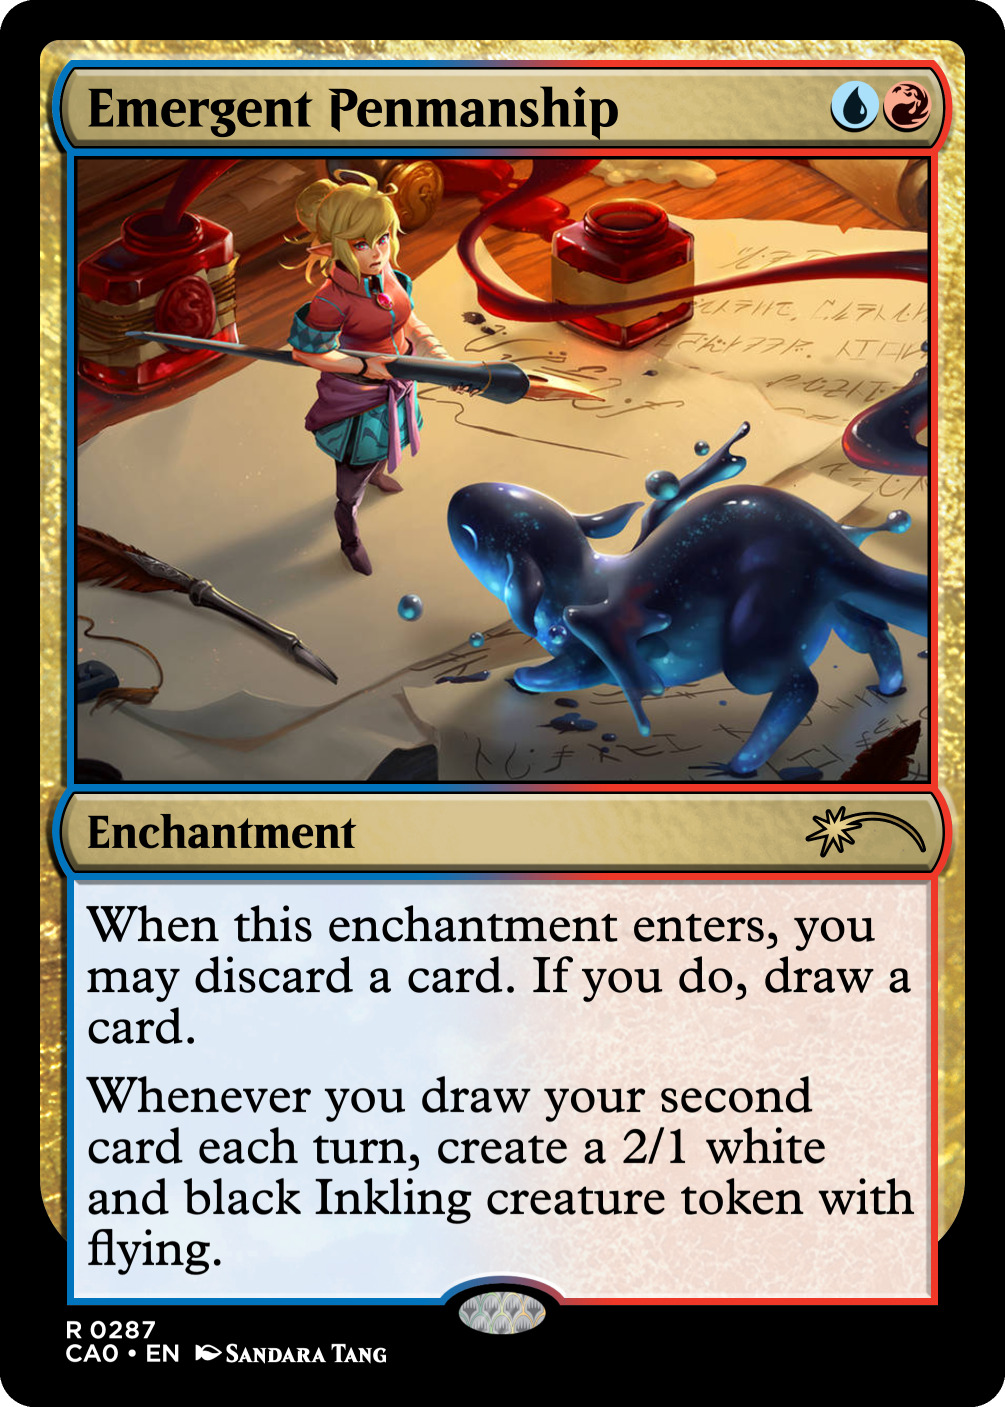 Emergent Penmanship
Enchantment
When this enchantment enters, you
may discard a card. If you do, draw a
card.
Whenever you draw your second
card each turn, create a 2/1 white
and black Inkling creature token with
flying.
R 0287
CAO • EN Sandara Tang